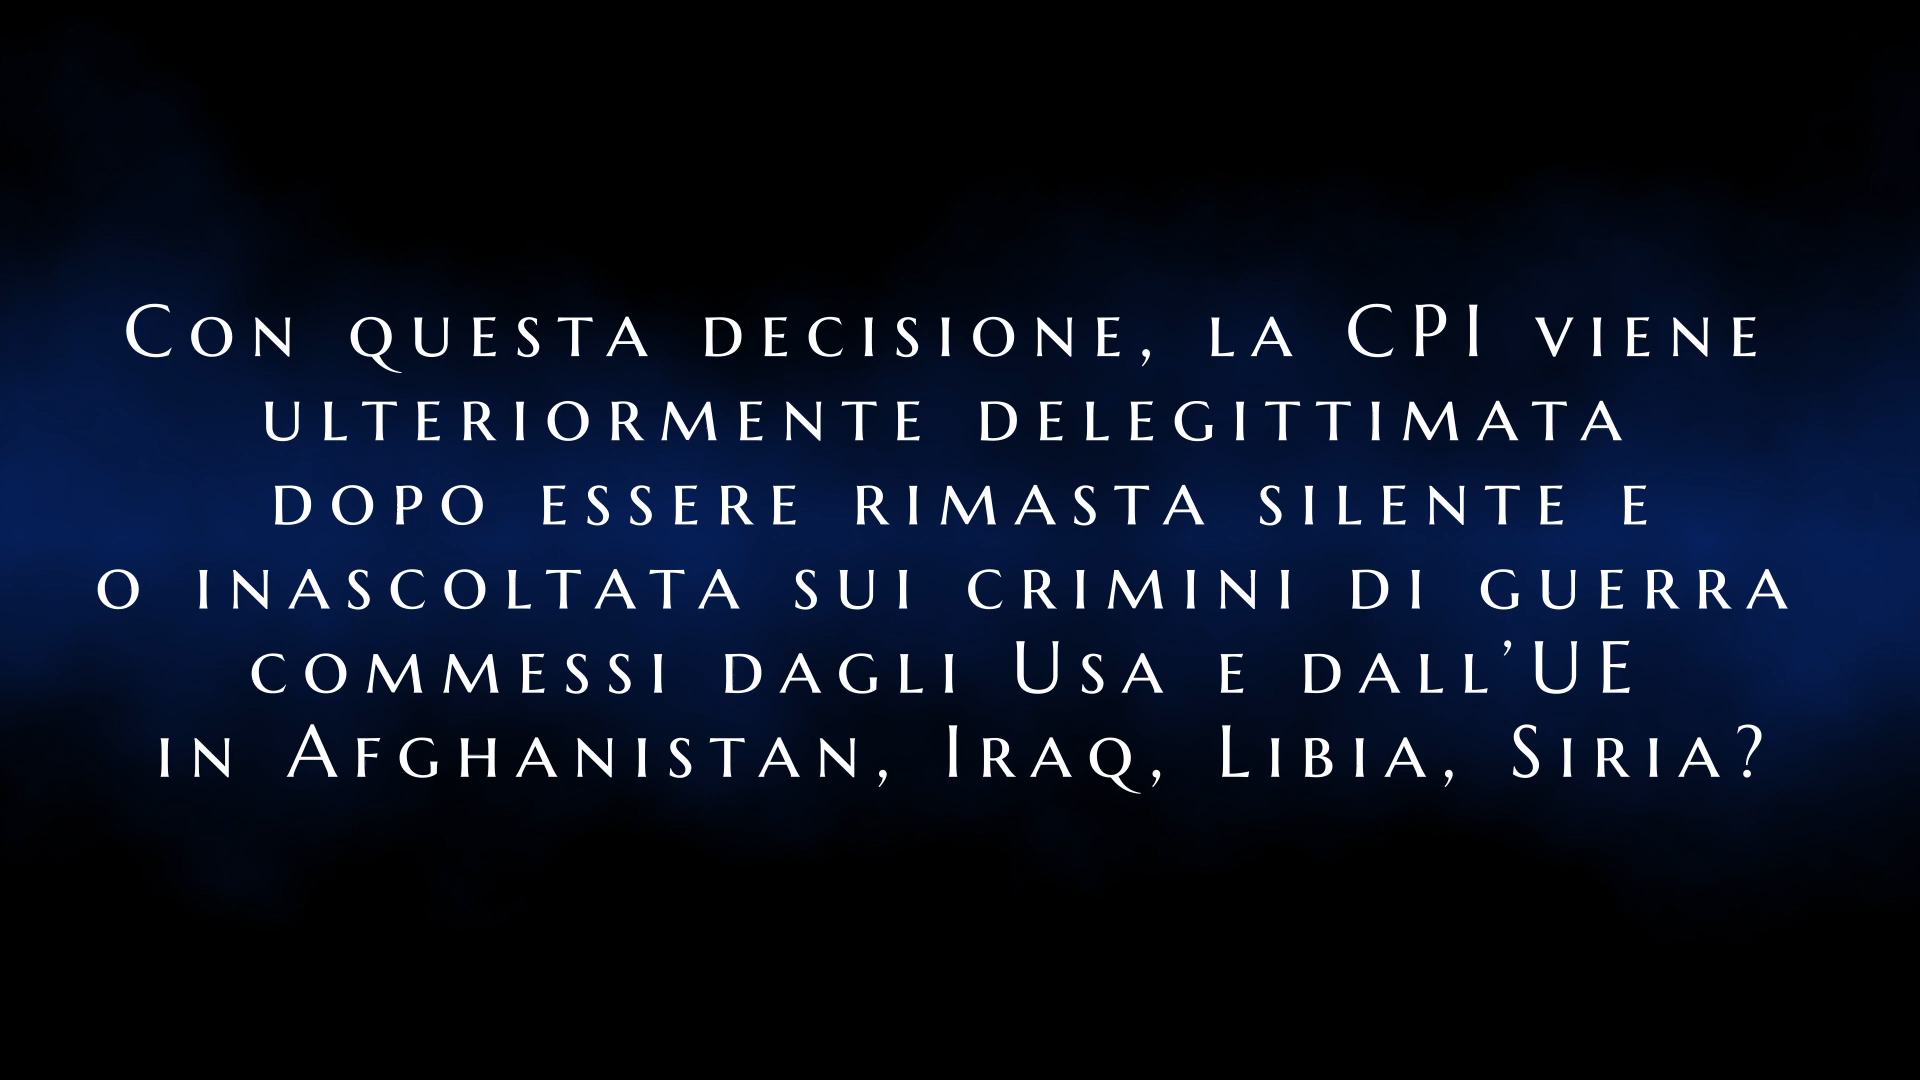 Con questa decisione, la CPI viene
ulteriormente delegittimata
dopo essere rimasta silente e
o inascoltata sui crimini di guerra
commessi dagli Usa e dall’UE
in Afghanistan, Iraq, Libia, Siria?